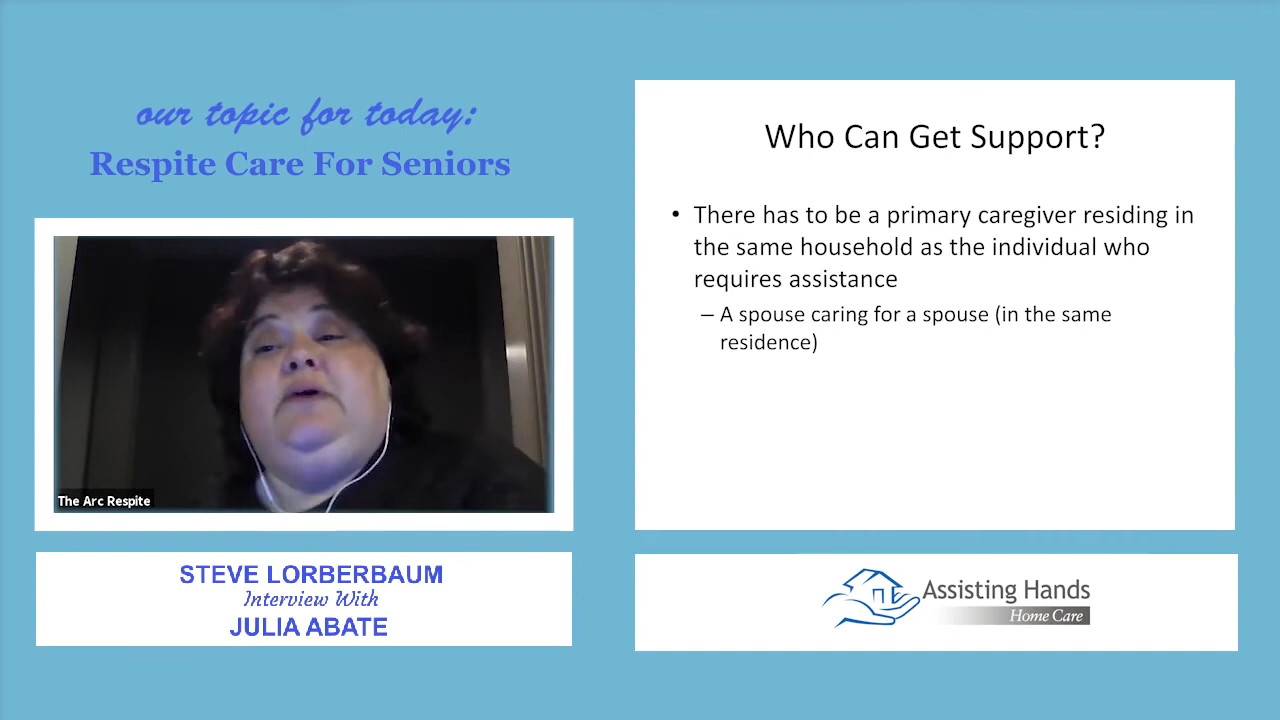 our topic for today:
Respite Care For Seniors
The Arc Respite
STEVE LORBERBAUM
Interview With
JULIA ABATE
Who Can Get Support?
• There has to be a primary caregiver residing in
the same household as the individual who
requires assistance
– A spouse caring for a spouse (in the same
residence)
Assisting Hands
Home Care